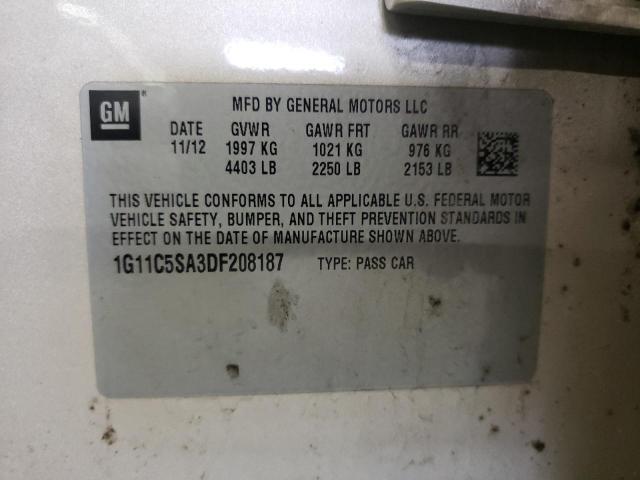 GM ®
MFD BY GENERAL MOTORS LLC
DATE GVWR GAWR FRT GAWR RR
11/12 1997 KG 1021 KG 976 KG
4403 LB 2250 LB 2153 LB
THIS VEHICLE CONFORMS TO ALL APPLICABLE U.S. FEDERAL MOTOR
VEHICLE SAFETY, BUMPER, AND THEFT PREVENTION STANDARDS IN
EFFECT ON THE DATE OF MANUFACTURE SHOWN ABOVE.
1G11C5SA3DF208187 TYPE: PASS CAR